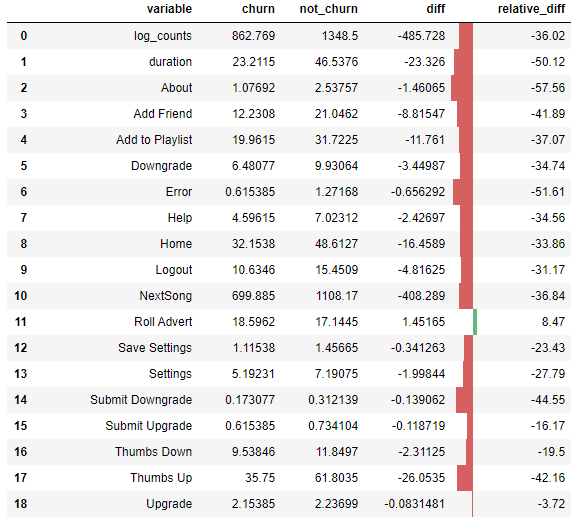 variable churn not_churn diff relative_diff
0 log_counts 862.769 1348.5 -485.728 -36.02
1 duration 23.2115 46.5376 -23.326 -50.12
2 About 1.07692 2.53757 -1.46065 -57.56
3 Add Friend 12.2308 21.0462 -8.81547 -41.89
4 Add to Playlist 19.9615 31.7225 -11.761 -37.07
5 Downgrade 6.48077 9.93064 -3.44987 -34.74
6 Error 0.615385 1.27168 -0.656292 -51.61
7 Help 4.59615 7.02312 -2.42697 -34.56
8 Home 32.1538 48.6127 -16.4589 -33.86
9 Logout 10.6346 15.4509 -4.81625 -31.17
10 NextSong 699.885 1108.17 -408.289 -36.84
11 Roll Advert 18.5962 17.1445 1.45165 8.47
12 Save Settings 1.11538 1.45665 -0.341263 -23.43
13 Settings 5.19231 7.19075 -1.99844 -27.79
14 Submit Downgrade 0.173077 0.312139 -0.139062 -44.55
15 Submit Upgrade 0.615385 0.734104 -0.118719 -16.17
16 Thumbs Down 9.53846 11.8497 -2.31125 -19.5
17 Thumbs Up 35.75 61.8035 -26.0535 -42.16
18 Upgrade 2.15385 2.23699 -0.0831481 -3.72